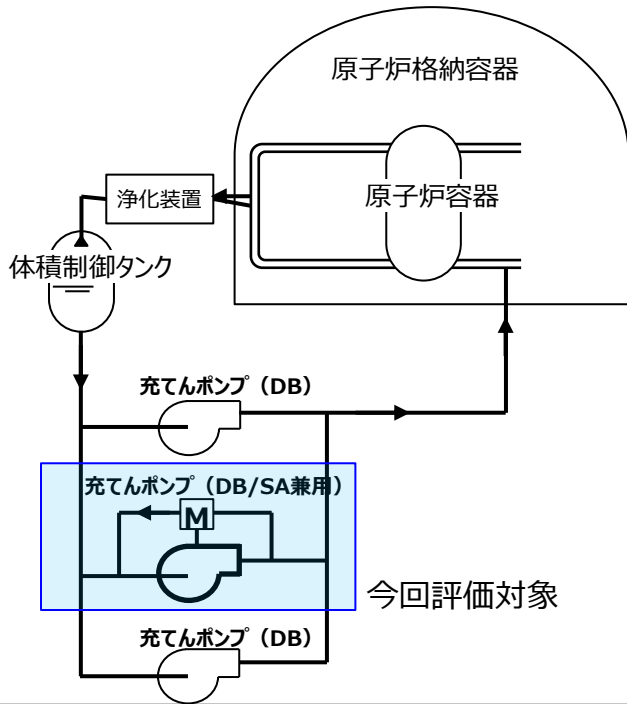 原子炉格納容器
原子炉容器
浄化装置
体積制御タンク
充てんポンプ（DB）
充てんポンプ（DB/SA兼用）
M
今回評価対象
充てんポンプ（DB）